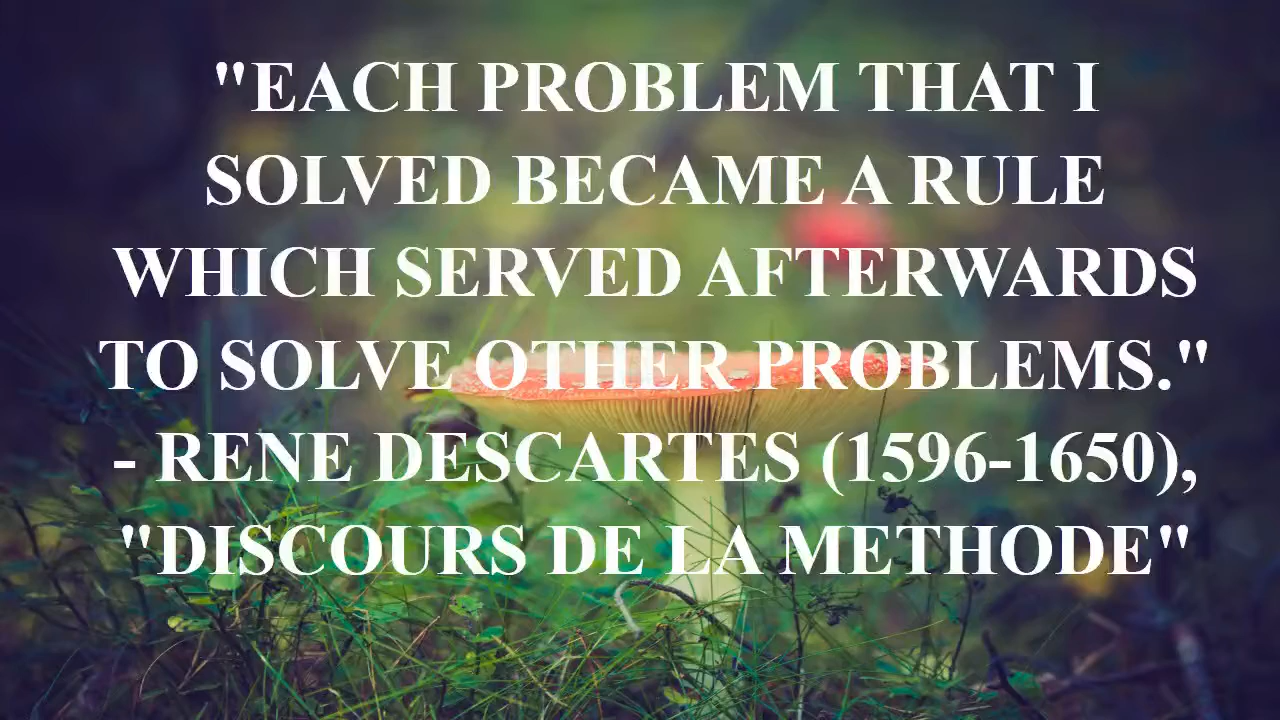 "EACH PROBLEM THAT I
SOLVED BECAME A RULE
WHICH SERVED AFTERWARDS
TO SOLVE OTHER PROBLEMS."
- RENE DESCARTES (1596-1650),
"DISCOURS DE LA METHODE"